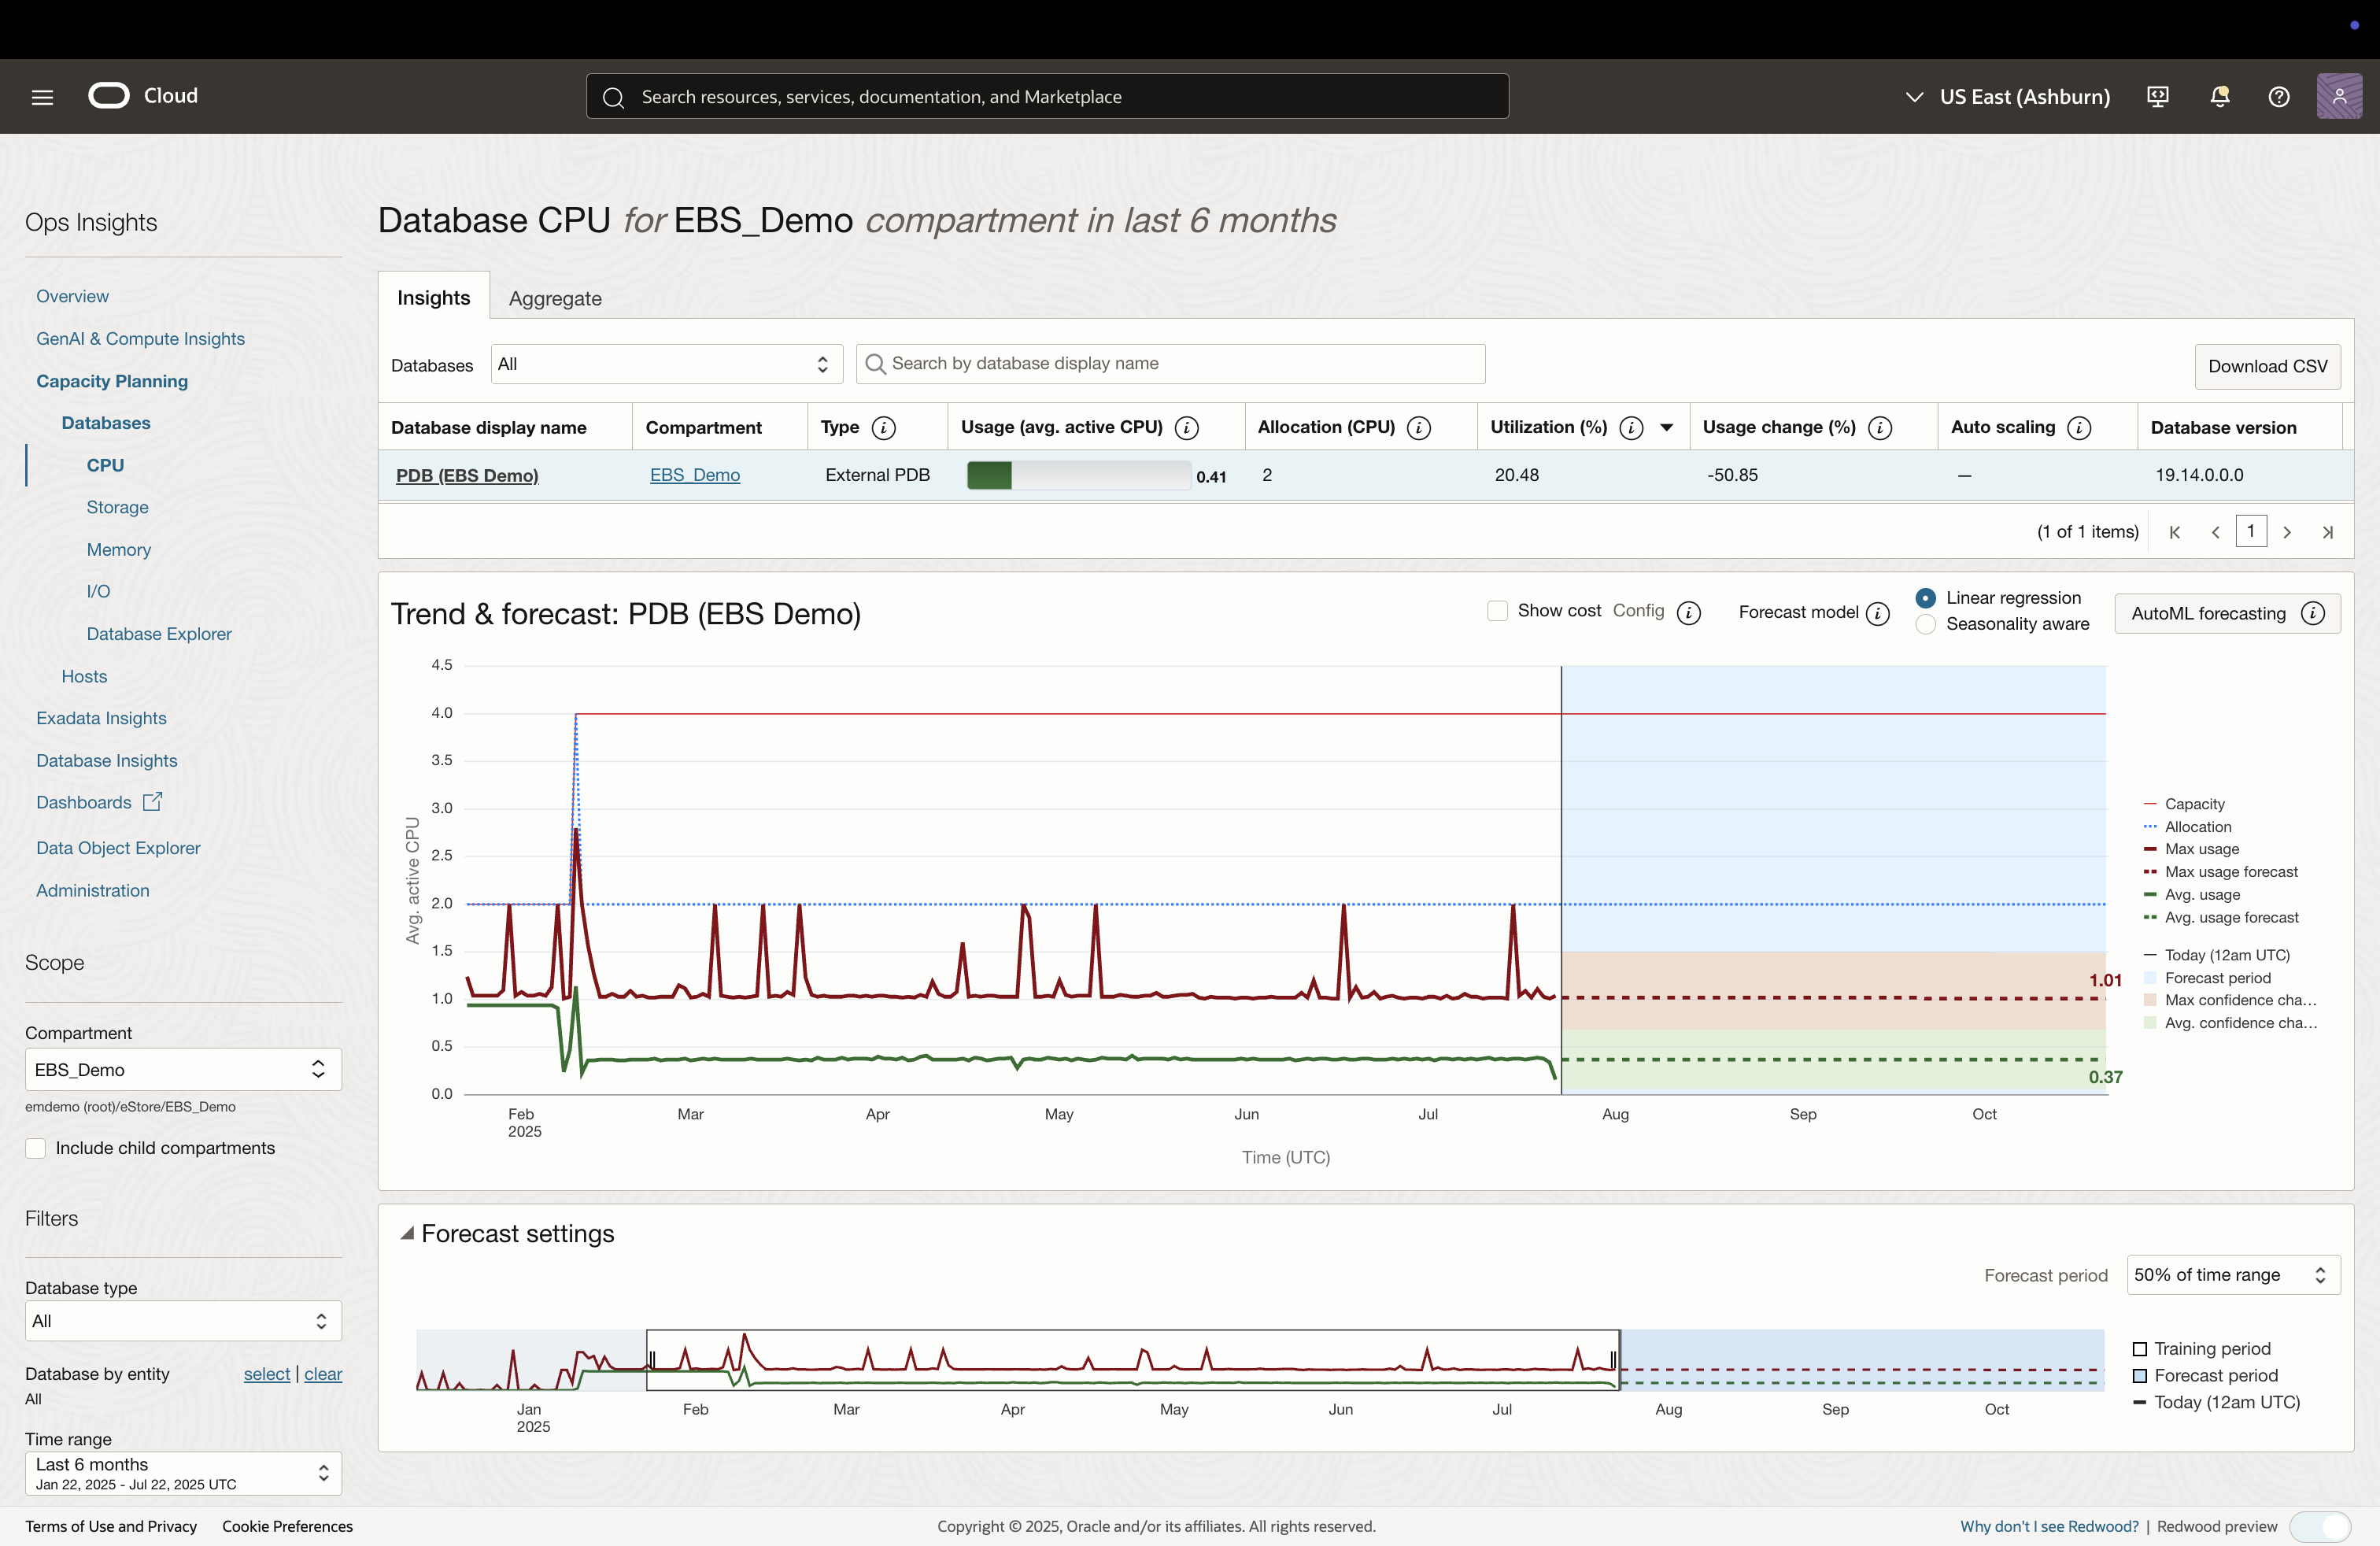 Cloud
Search resources, services, documentation, and Marketplace
US East (Ashburn)
Ops Insights
Overview
GenAI & Compute Insights
Capacity Planning
Databases
CPU
Storage
Memory
I/O
Database Explorer
Hosts
Exadata Insights
Database Insights
Dashboards
Data Object Explorer
Administration
Scope
Compartment
EBS_Demo
emdemo (root)/eStore/EBS_Demo
Include child compartments
Filters
Database type
All
Database by entity select | clear
All
Time range
Last 6 months
Jan 22, 2025 - Jul 22, 2025 UTC
Database CPU for EBS_Demo compartment in last 6 months
Insights Aggregate
Databases All Search by database display name Download CSV
Database display name Compartment Type Usage (avg. active CPU) Allocation (CPU) Utilization (%) Usage change (%) Auto scaling Database version
PDB (EBS Demo) EBS_Demo External PDB 0.41 2 20.48 -50.85 — 19.14.0.0.0
(1 of 1 items) 1
Trend & forecast: PDB (EBS Demo)
Show cost Config Forecast model Linear regression
Seasonality aware
AutoML forecasting
Avg. active CPU
4.5
4.0
3.5
3.0
2.5
2.0
1.5
1.0
0.5
0.0
1.01
0.37
Feb Mar Apr May Jun Jul Aug Sep Oct
2025
Time (UTC)
Capacity
Allocation
Max usage
Max usage forecast
Avg. usage
Avg. usage forecast
Today (12am UTC)
Forecast period
Max confidence cha...
Avg. confidence cha...
Forecast settings
Forecast period 50% of time range
Jan Feb Mar Apr May Jun Jul Aug Sep Oct
2025
Training period
Forecast period
Today (12am UTC)
Terms of Use and Privacy Cookie Preferences Copyright © 2025, Oracle and/or its affiliates. All rights reserved. Why don't I see Redwood? | Redwood preview